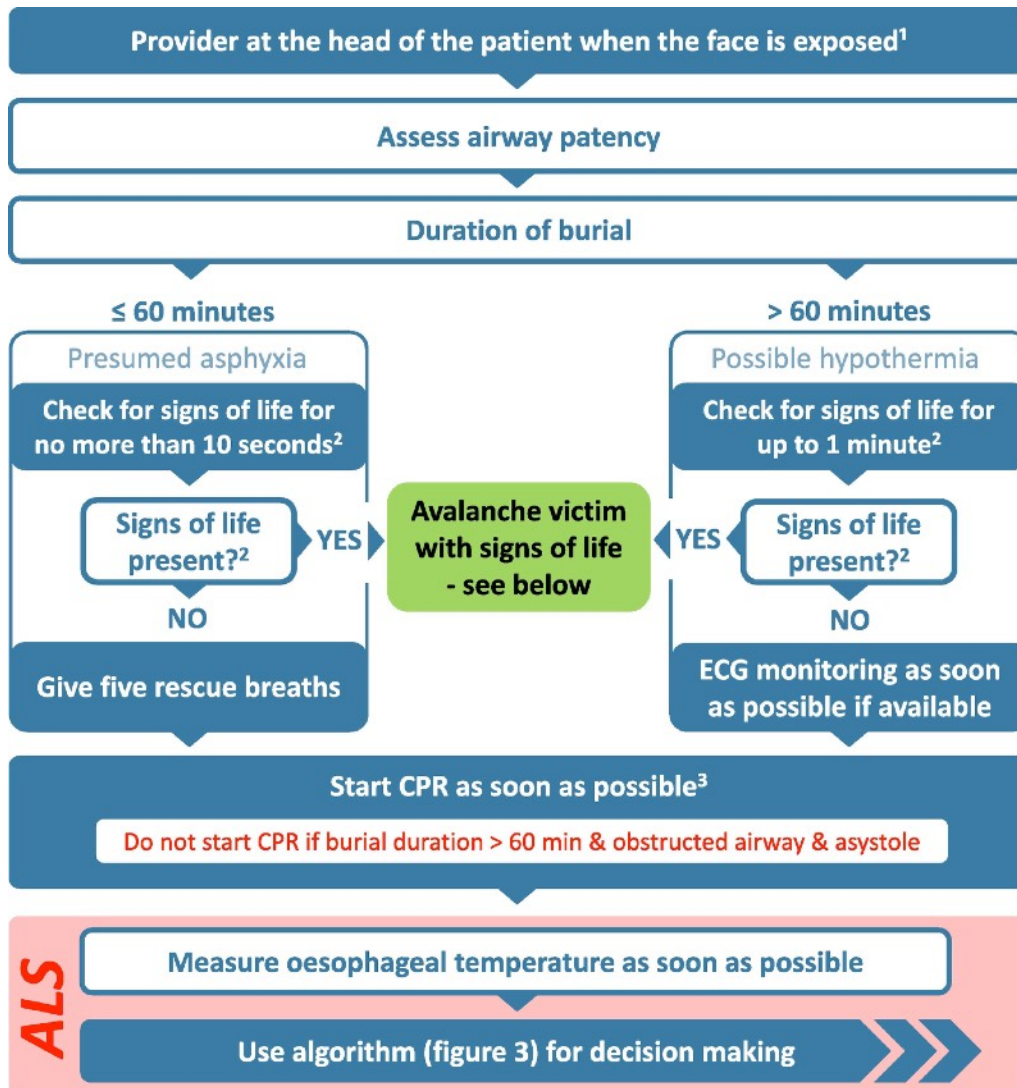 Provider at the head of the patient when the face is exposed¹
Assess airway patency
Duration of burial
≤ 60 minutes
Presumed asphyxia
Check for signs of life for
no more than 10 seconds²
Signs of life
present?²
YES
NO
Give five rescue breaths
Avalanche victim
with signs of life
- see below
> 60 minutes
Possible hypothermia
Check for signs of life for
up to 1 minute²
YES
Signs of life
present?²
NO
ECG monitoring as soon
as possible if available
Start CPR as soon as possible³
Do not start CPR if burial duration > 60 min & obstructed airway & asystole
ALS
Measure oesophageal temperature as soon as possible
Use algorithm (figure 3) for decision making